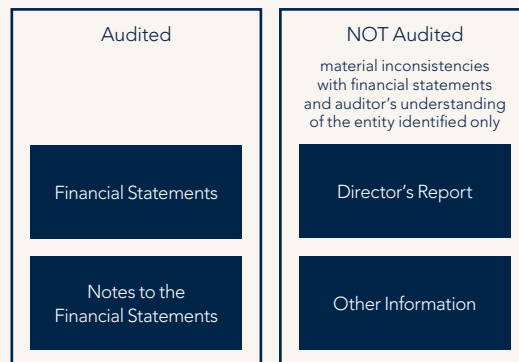 Audited
Financial Statements
Notes to the
Financial Statements
NOT Audited
material inconsistencies
with financial statements
and auditor's understanding
of the entity identified only
Director's Report
Other Information